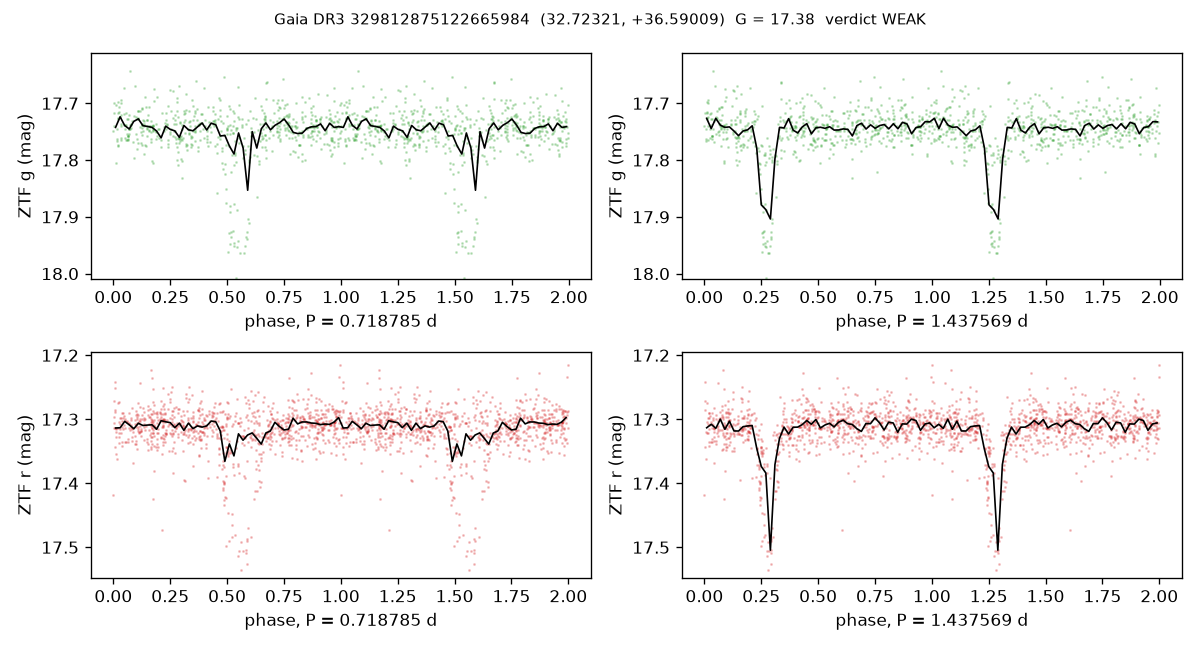 Gaia DR3 329812875122665984  (32.72321, +36.59009)  G = 17.38  verdict WEAK
ZTF g (mag)
17.7
17.8
17.9
18.0
0.00 0.25 0.50 0.75 1.00 1.25 1.50 1.75 2.00
phase, P = 0.718785 d
ZTF g (mag)
17.7
17.8
17.9
18.0
0.00 0.25 0.50 0.75 1.00 1.25 1.50 1.75 2.00
phase, P = 1.437569 d
ZTF r (mag)
17.2
17.3
17.4
17.5
0.00 0.25 0.50 0.75 1.00 1.25 1.50 1.75 2.00
phase, P = 0.718785 d
ZTF r (mag)
17.2
17.3
17.4
17.5
0.00 0.25 0.50 0.75 1.00 1.25 1.50 1.75 2.00
phase, P = 1.437569 d